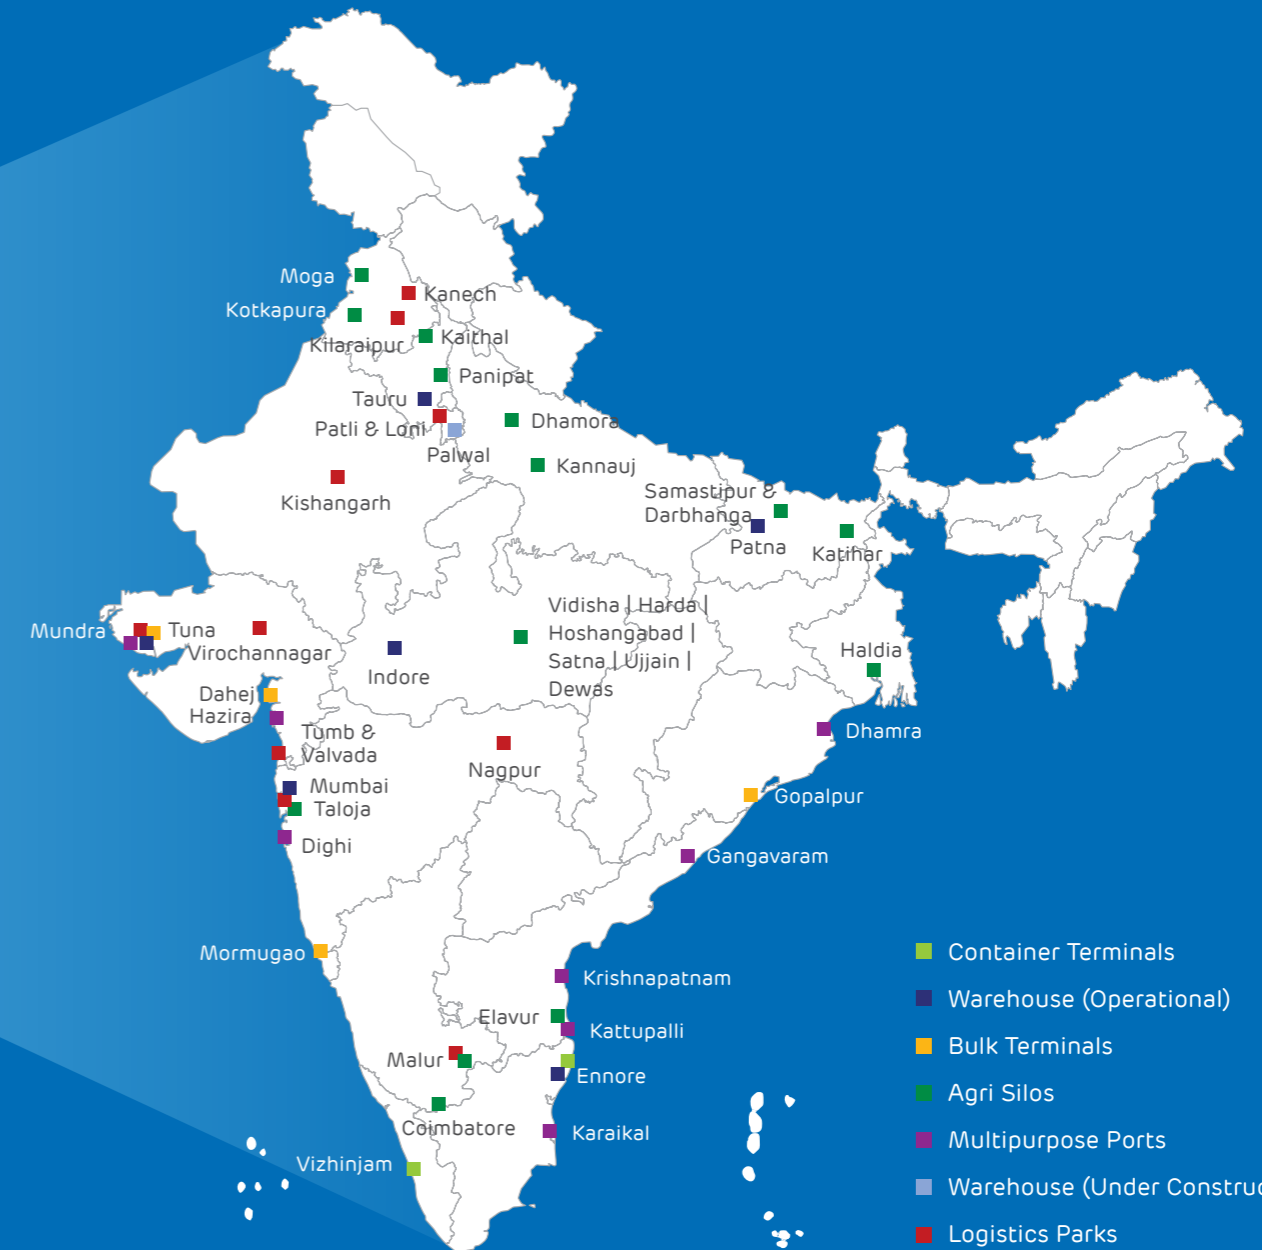 Moga
Kanech
Kotkapura
Kilaraipur
Kaithal
Panipat
Tauru
Patli & Loni
Dhamora
Palwal
Kannauj
Kishangarh
Samastipur &
Darbhanga
Patna
Katihar
Mundra
Tuna
Virochannagar
Indore
Vidisha | Harda |
Hoshangabad |
Satna | Ujjain |
Dewas
Haldia
Dahej
Hazira
Tumb &
Valvada
Dhamra
Nagpur
Mumbai
Taloja
Gopalpur
Dighi
Gangavaram
Mormugao
Krishnapatnam
Elavur
Kattupalli
Malur
Ennore
Coimbatore
Karaikal
Vizhinjam
Container Terminals
Warehouse (Operational)
Bulk Terminals
Agri Silos
Multipurpose Ports
Warehouse (Under Construc
Logistics Parks